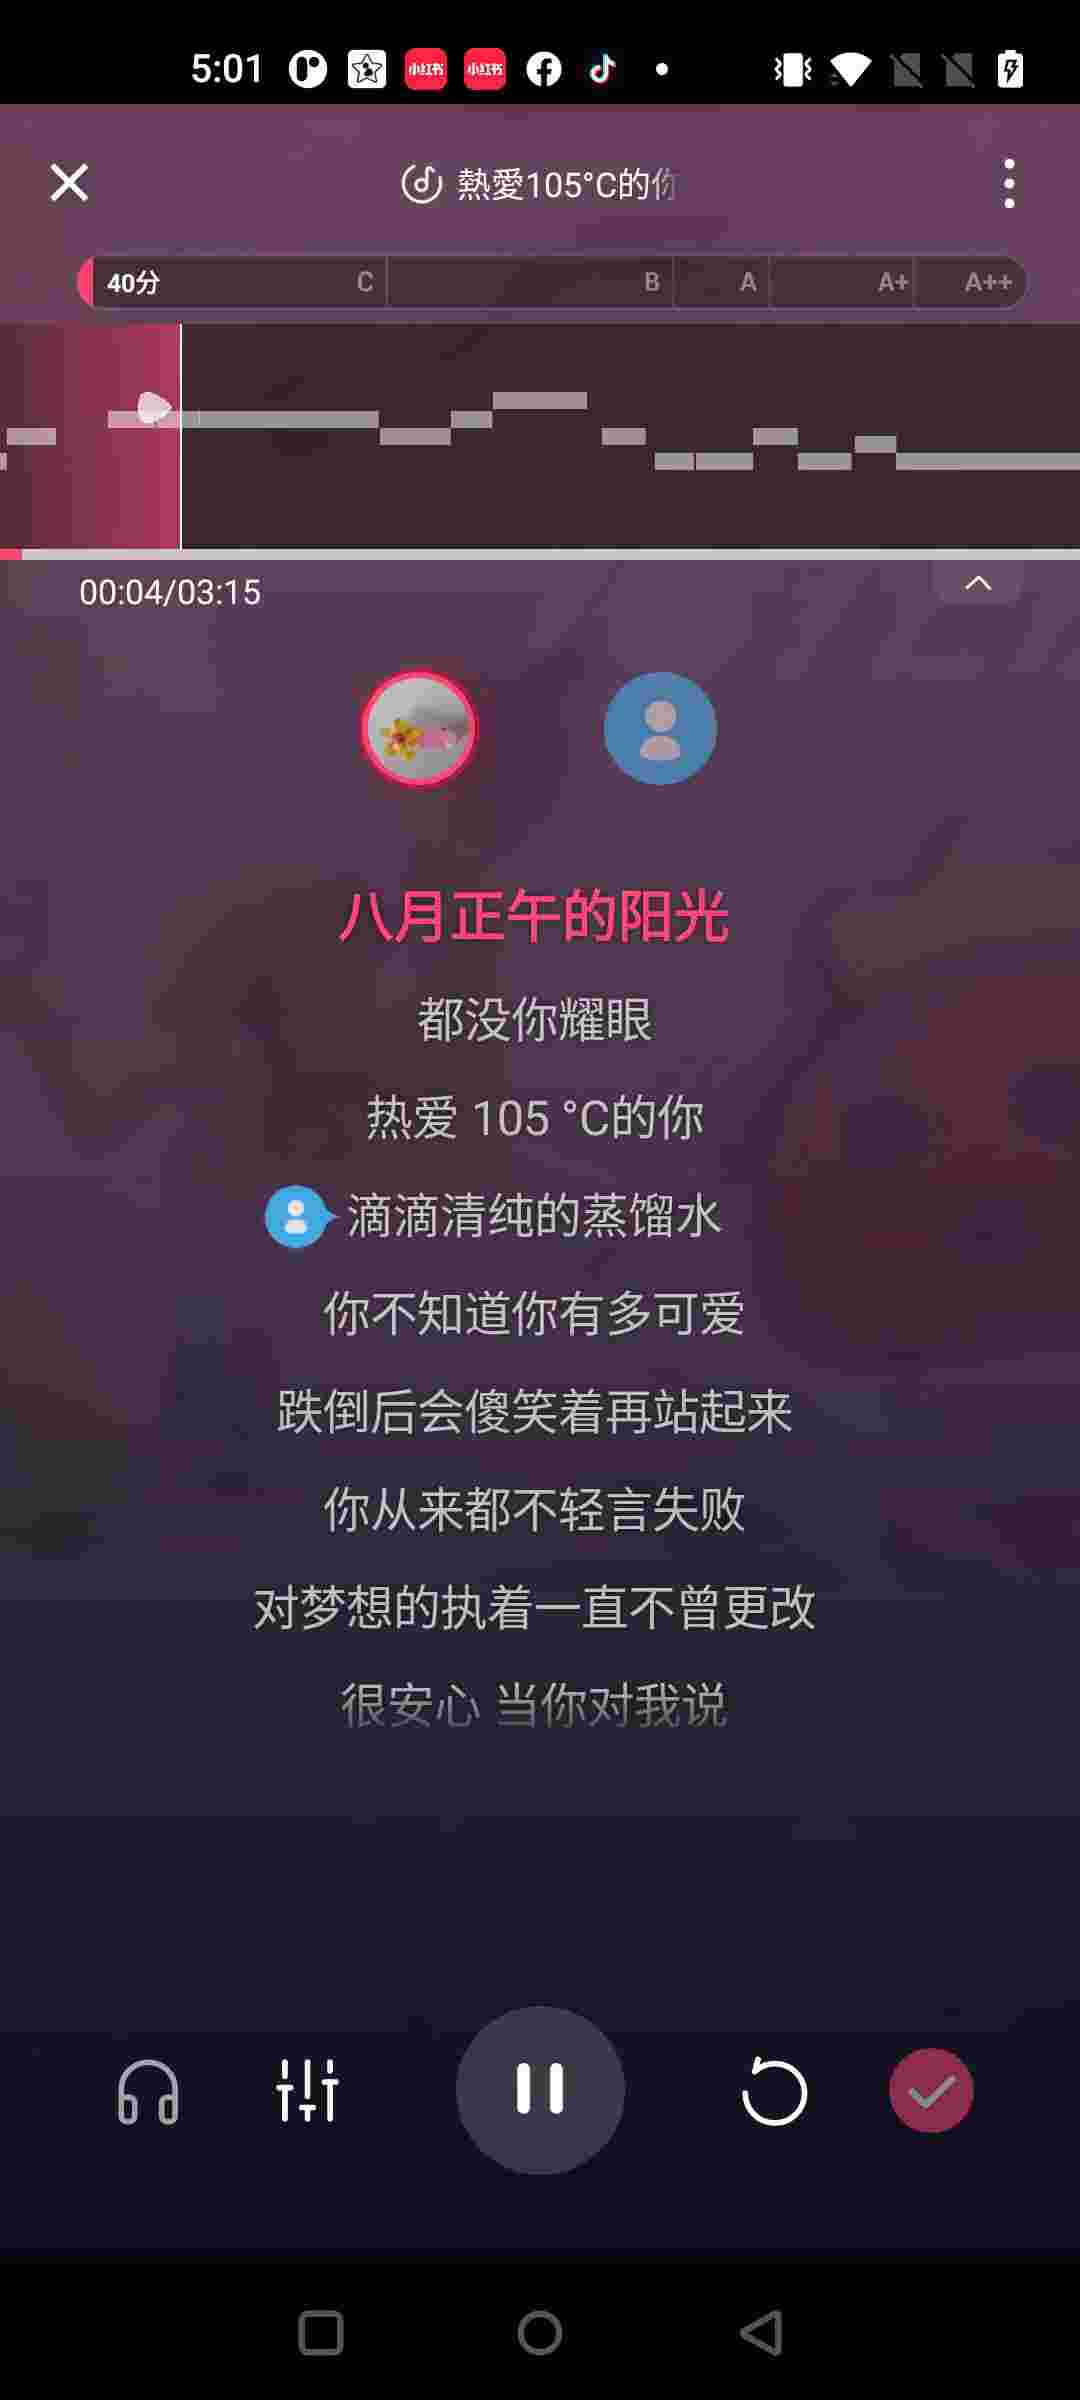 5:01
小红书 小红书
熱愛105°C的你
40分 C B A A+ A++
00:04/03:15
八月正午的阳光
都没你耀眼
热爱 105 °C的你
滴滴清纯的蒸馏水
你不知道你有多可爱
跌倒后会傻笑着再站起来
你从来都不轻言失败
对梦想的执着一直不曾更改
很安心 当你对我说